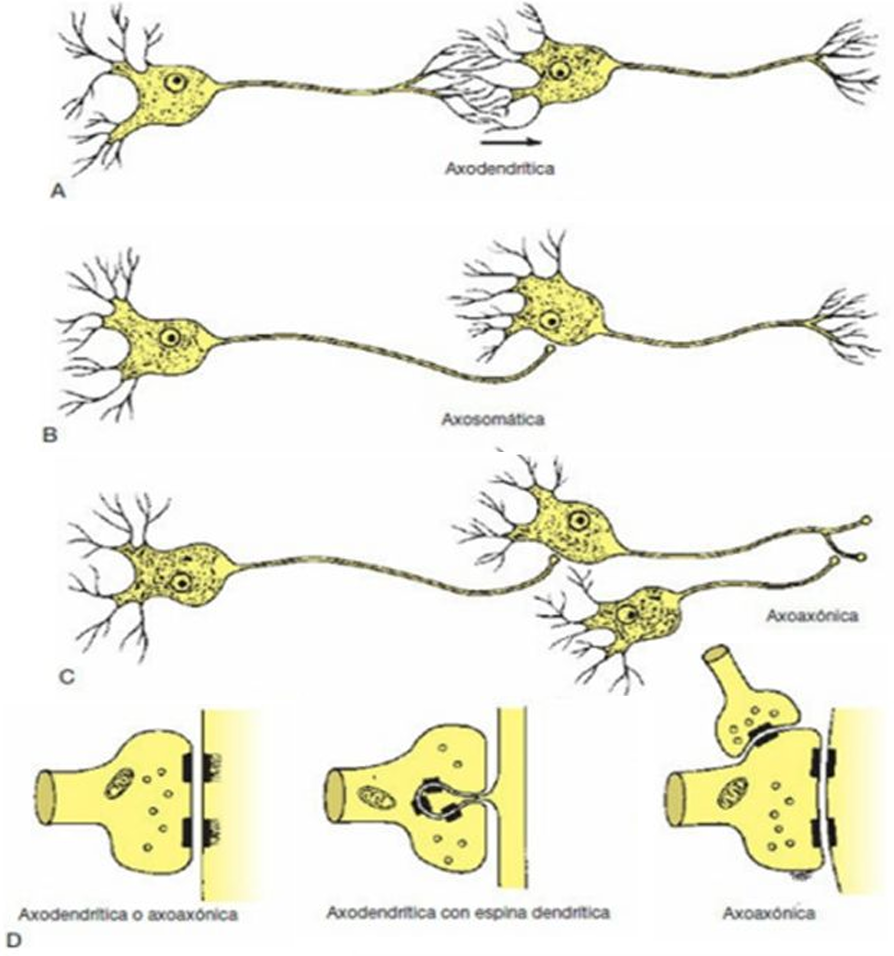 Axodendrítica
A
Axosomática
B
Axoaxónica
C
Axodendrítica o axoaxónica
Axodendrítica con espina dendrítica
Axoaxónica
D